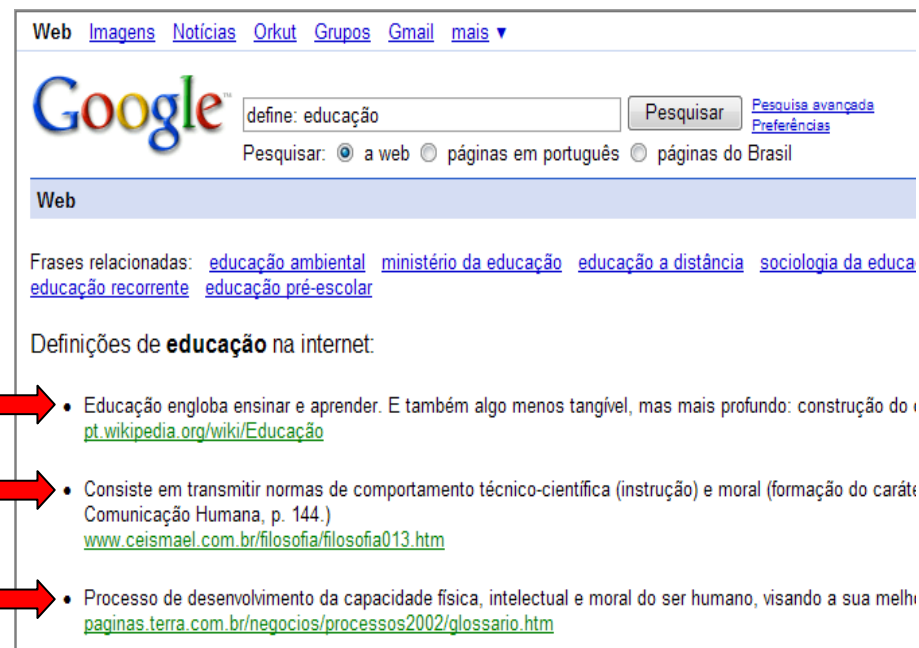 Web Imagens Notícias Orkut Grupos Gmail mais ▼
Google™
define: educação Pesquisar Pesquisa avançada
Preferências
Pesquisar: a web páginas em português páginas do Brasil
Web
Frases relacionadas: educação ambiental ministério da educação educação a distância sociologia da
educação recorrente educação pré-escolar
Definições de educação na internet:
• Educação engloba ensinar e aprender. E também algo menos tangível, mas mais profundo: construção do
pt.wikipedia.org/wiki/Educação
• Consiste em transmitir normas de comportamento técnico-científica (instrução) e moral (formação do
Comunicação Humana, p. 144.)
www.ceismael.com.br/filosofia/filosofia013.htm
• Processo de desenvolvimento da capacidade física, intelectual e moral do ser humano, visando a sua
paginas.terra.com.br/negocios/processos2002/glossario.htm